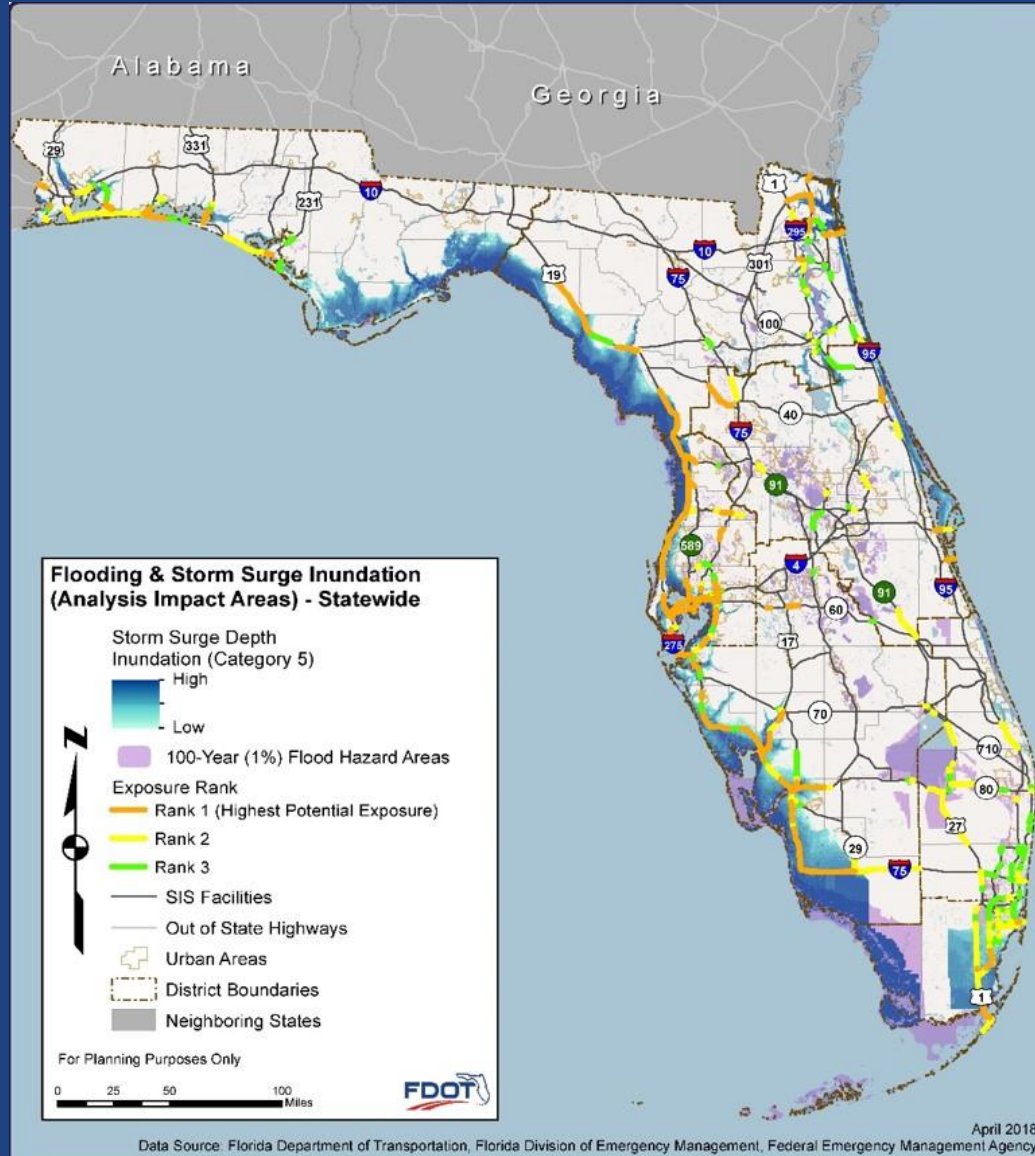 Alabama
Georgia
29
331
231
10
1
295
10
301
19
75
100
95
40
75
91
589
4
91
95
60
275
17
70
710
80
27
29
75
1
Flooding & Storm Surge Inundation
(Analysis Impact Areas) - Statewide
Storm Surge Depth
Inundation (Category 5)
High
Low
100-Year (1%) Flood Hazard Areas
Exposure Rank
Rank 1 (Highest Potential Exposure)
Rank 2
Rank 3
SIS Facilities
Out of State Highways
Urban Areas
District Boundaries
Neighboring States
Z
For Planning Purposes Only
0 25 50 100
Miles
FDOT
April 2018
Data Source: Florida Department of Transportation, Florida Division of Emergency Management, Federal Emergency Management Agency